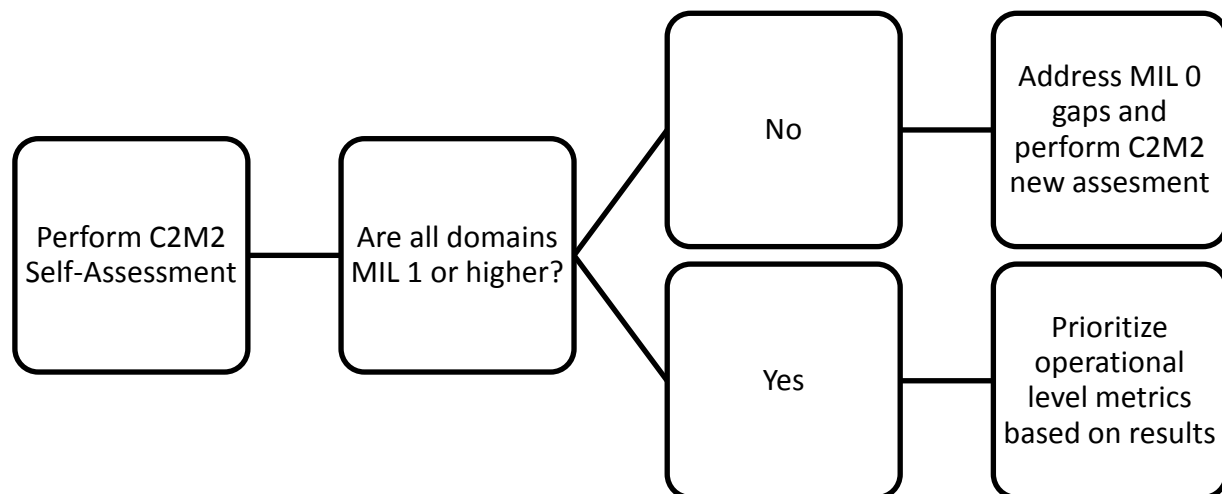 Perform C2M2
Self-Assessment
Are all domains
MIL 1 or higher?
No
Address MIL 0
gaps and
perform C2M2
new assesment
Yes
Prioritize
operational
level metrics
based on results